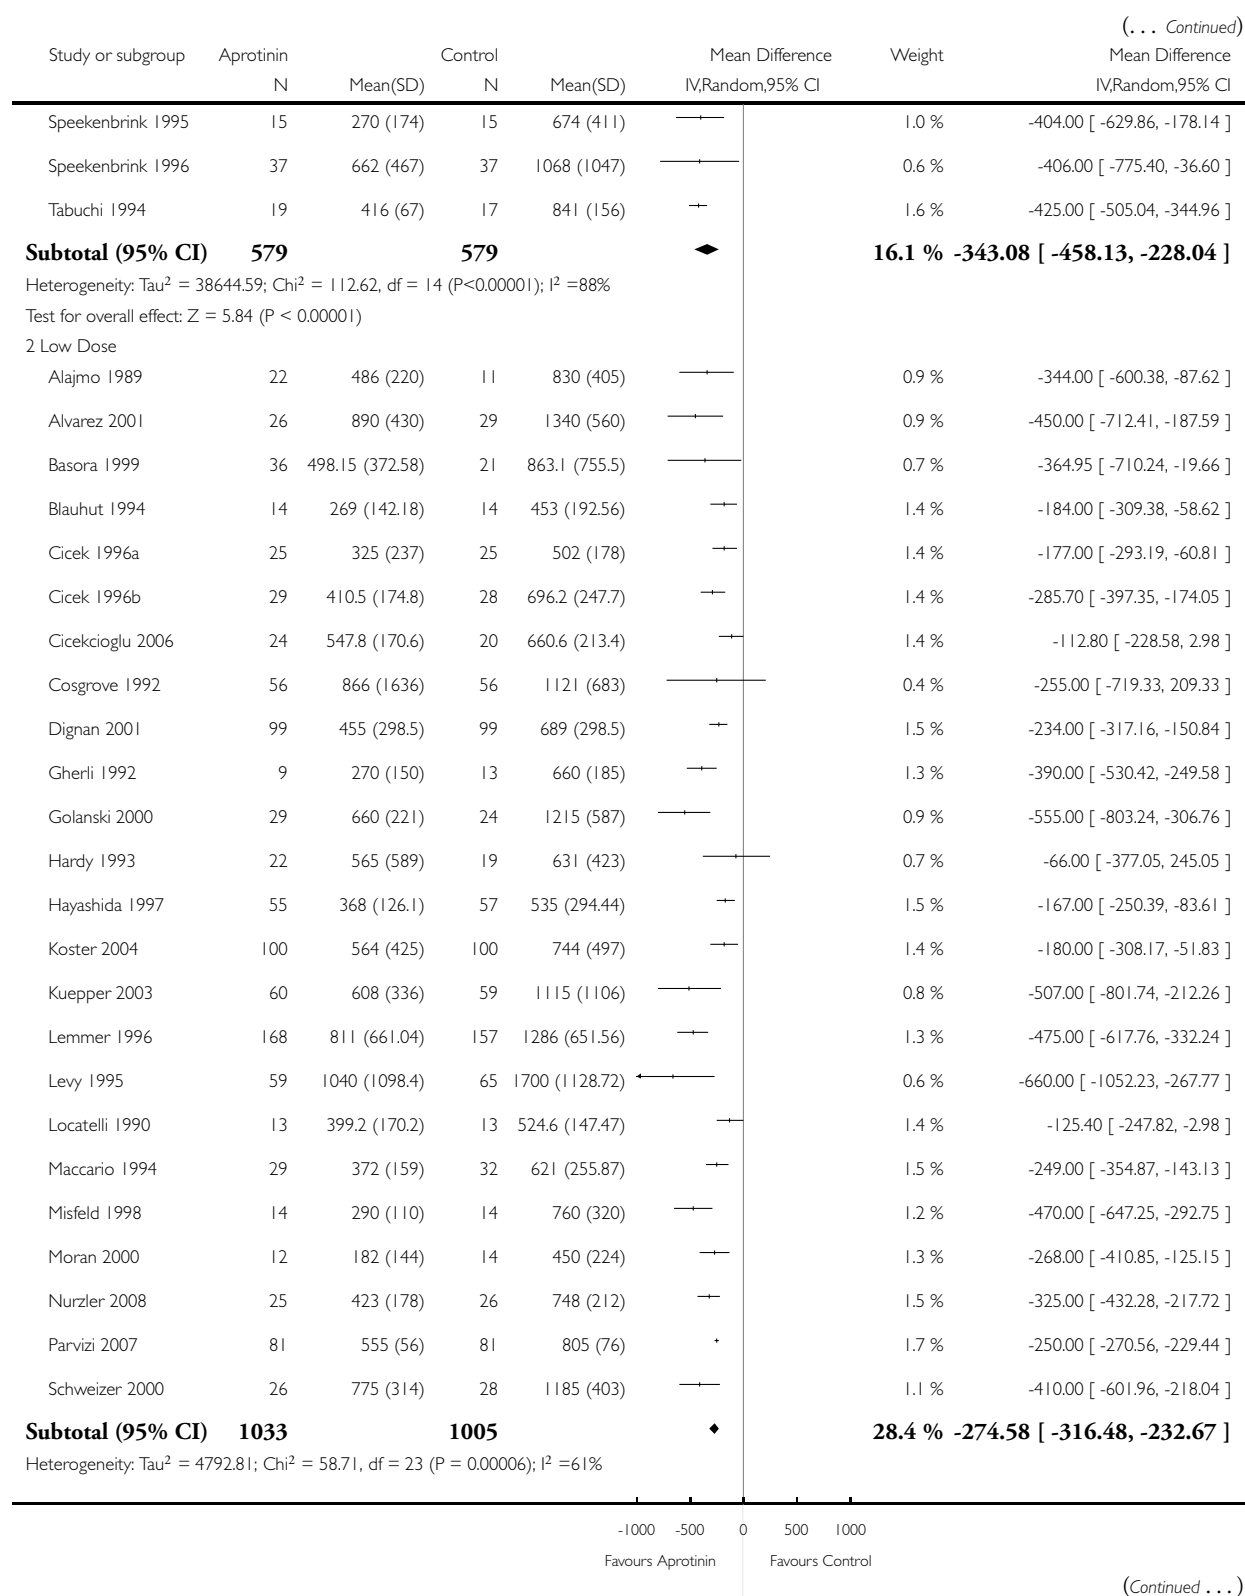 (... Continued)
Study or subgroup Aprotinin Control Mean Difference Weight Mean Difference
N Mean(SD) N Mean(SD) IV,Random,95% CI IV,Random,95% CI
Speekenbrink 1995 15 270 (174) 15 674 (411) 1.0 % -404.00 [ -629.86, -178.14 ]
Speekenbrink 1996 37 662 (467) 37 1068 (1047) 0.6 % -406.00 [ -775.40, -36.60 ]
Tabuchi 1994 19 416 (67) 17 841 (156) 1.6 % -425.00 [ -505.04, -344.96 ]
Subtotal (95% CI) 579 579 16.1 % -343.08 [ -458.13, -228.04 ]
Heterogeneity: Tau² = 38644.59; Chi² = 112.62, df = 14 (P<0.00001); I² =88%
Test for overall effect: Z = 5.84 (P < 0.00001)
2 Low Dose
Alajmo 1989 22 486 (220) 11 830 (405) 0.9 % -344.00 [ -600.38, -87.62 ]
Alvarez 2001 26 890 (430) 29 1340 (560) 0.9 % -450.00 [ -712.41, -187.59 ]
Basora 1999 36 498.15 (372.58) 21 863.1 (755.5) 0.7 % -364.95 [ -710.24, -19.66 ]
Blauhut 1994 14 269 (142.18) 14 453 (192.56) 1.4 % -184.00 [ -309.38, -58.62 ]
Cicek 1996a 25 325 (237) 25 502 (178) 1.4 % -177.00 [ -293.19, -60.81 ]
Cicek 1996b 29 410.5 (174.8) 28 696.2 (247.7) 1.4 % -285.70 [ -397.35, -174.05 ]
Cicekcioglu 2006 24 547.8 (170.6) 20 660.6 (213.4) 1.4 % -112.80 [ -228.58, 2.98 ]
Cosgrove 1992 56 866 (1636) 56 1121 (683) 0.4 % -255.00 [ -719.33, 209.33 ]
Dignan 2001 99 455 (298.5) 99 689 (298.5) 1.5 % -234.00 [ -317.16, -150.84 ]
Gherli 1992 9 270 (150) 13 660 (185) 1.3 % -390.00 [ -530.42, -249.58 ]
Golanski 2000 29 660 (221) 24 1215 (587) 0.9 % -555.00 [ -803.24, -306.76 ]
Hardy 1993 22 565 (589) 19 631 (423) 0.7 % -66.00 [ -377.05, 245.05 ]
Hayashida 1997 55 368 (126.1) 57 535 (294.44) 1.5 % -167.00 [ -250.39, -83.61 ]
Koster 2004 100 564 (425) 100 744 (497) 1.4 % -180.00 [ -308.17, -51.83 ]
Kuepper 2003 60 608 (336) 59 1115 (1106) 0.8 % -507.00 [ -801.74, -212.26 ]
Lemmer 1996 168 811 (661.04) 157 1286 (651.56) 1.3 % -475.00 [ -617.76, -332.24 ]
Levy 1995 59 1040 (1098.4) 65 1700 (1128.72) 0.6 % -660.00 [ -1052.23, -267.77 ]
Locatelli 1990 13 399.2 (170.2) 13 524.6 (147.47) 1.4 % -125.40 [ -247.82, -2.98 ]
Maccario 1994 29 372 (159) 32 621 (255.87) 1.5 % -249.00 [ -354.87, -143.13 ]
Misfeld 1998 14 290 (110) 14 760 (320) 1.2 % -470.00 [ -647.25, -292.75 ]
Moran 2000 12 182 (144) 14 450 (224) 1.3 % -268.00 [ -410.85, -125.15 ]
Nurzler 2008 25 423 (178) 26 748 (212) 1.5 % -325.00 [ -432.28, -217.72 ]
Parvizi 2007 81 555 (56) 81 805 (76) 1.7 % -250.00 [ -270.56, -229.44 ]
Schweizer 2000 26 775 (314) 28 1185 (403) 1.1 % -410.00 [ -601.96, -218.04 ]
Subtotal (95% CI) 1033 1005 28.4 % -274.58 [ -316.48, -232.67 ]
Heterogeneity: Tau² = 4792.81; Chi² = 58.71, df = 23 (P = 0.00006); I² =61%
-1000 -500 0 500 1000
Favours Aprotinin Favours Control
(Continued ...)